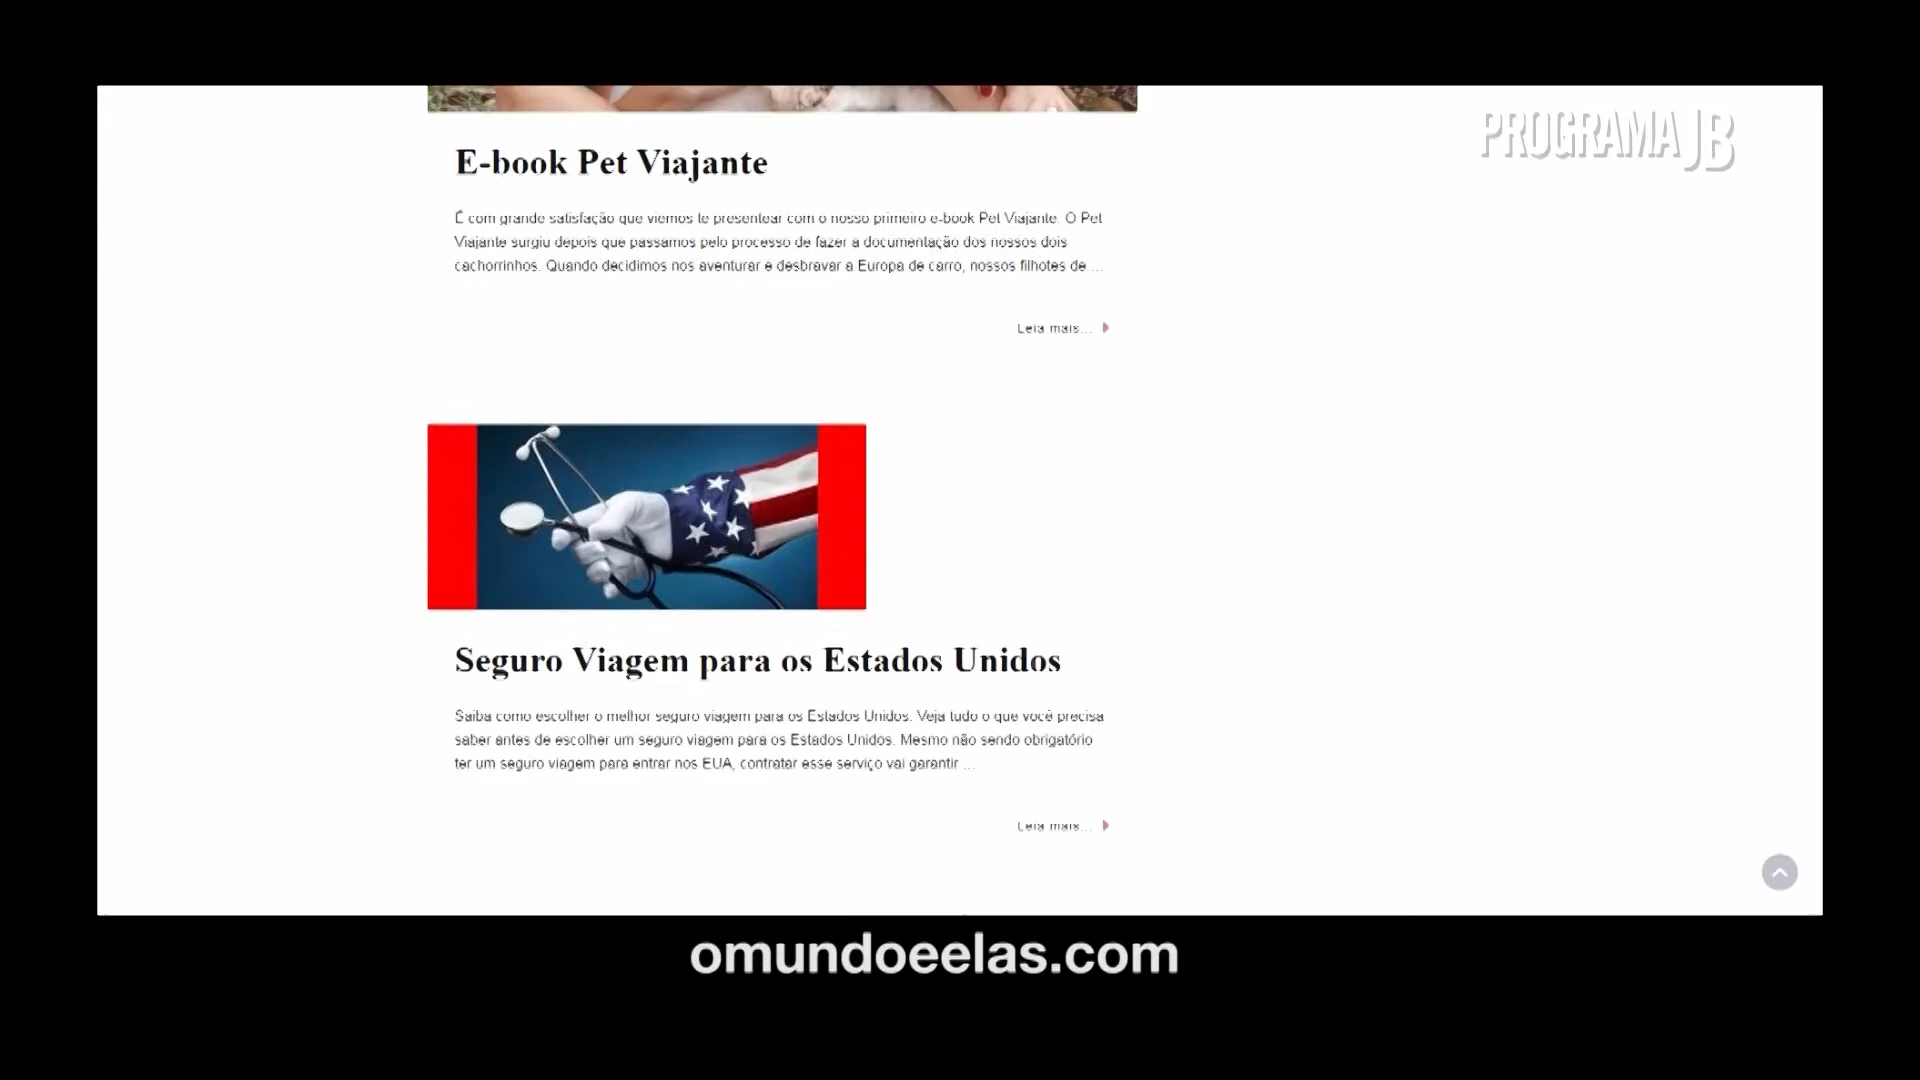 PROGRAMA JB
E-book Pet Viajante
É com grande satisfação que viemos te presentear com o nosso primeiro e-book Pet Viajante. O Pet
Viajante surgiu depois que passamos pelo processo de fazer a documentação dos nossos dois
cachorrinhos. Quando decidimos nos aventurar e desbravar a Europa de carro, nossos filhotes de ...
Leia mais...
Seguro Viagem para os Estados Unidos
Saiba como escolher o melhor seguro viagem para os Estados Unidos. Veja tudo o que você precisa
saber antes de escolher um seguro viagem para os Estados Unidos. Mesmo não sendo obrigatório
ter um seguro viagem para entrar nos EUA, contratar esse serviço vai garantir ...
Leia mais...
omundoeelas.com